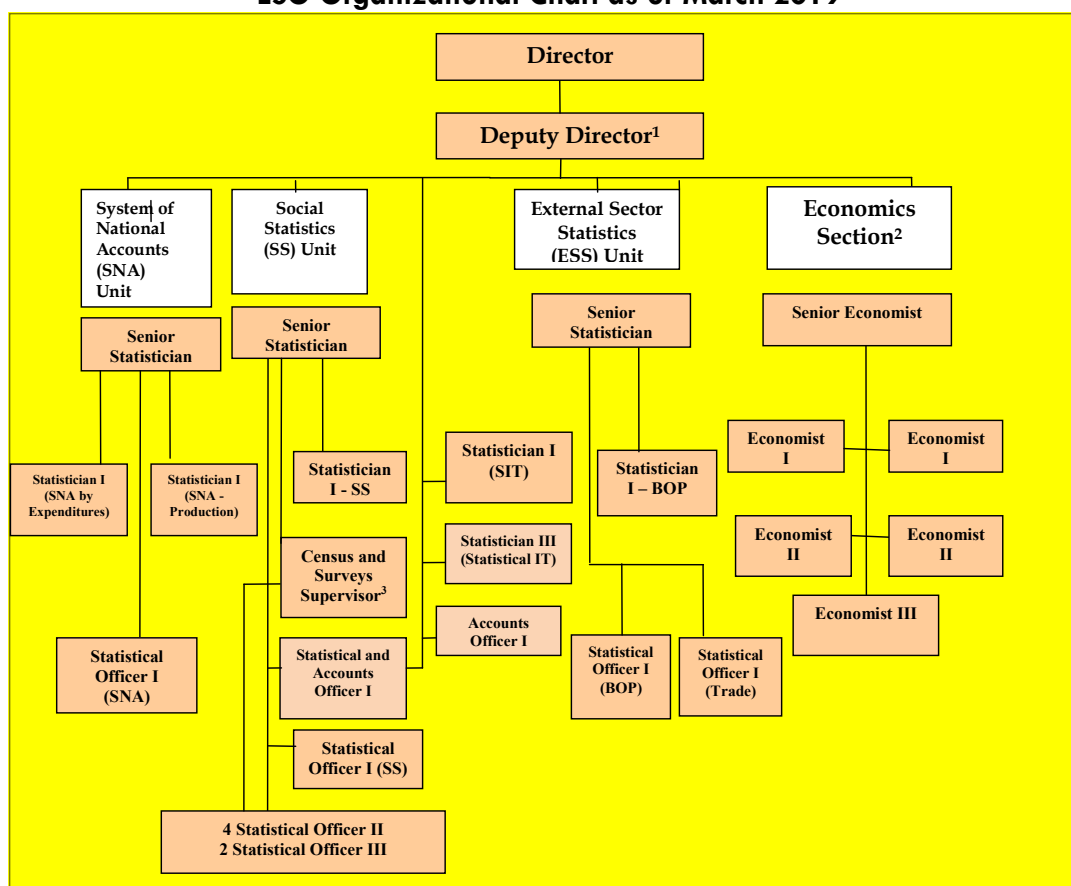 Director
Deputy Director¹
System of
National
Accounts
(SNA)
Unit
Social
Statistics
(SS) Unit
External Sector
Statistics
(ESS) Unit
Economics
Section²
Senior
Statistician
Senior
Statistician
Senior
Statistician
Senior Economist
Statistician I
(SNA by
Expenditures)
Statistician I
(SNA -
Production)
Statistician
I - SS
Statistician I
(SIT)
Statistician
I – BOP
Economist
I
Economist
I
Census and
Surveys
Supervisor³
Statistician III
(Statistical IT)
Economist
II
Economist
II
Statistical
Officer I
(SNA)
Statistical and
Accounts
Officer I
Accounts
Officer I
Statistical
Officer I
(BOP)
Statistical
Officer I
(Trade)
Economist III
Statistical
Officer I (SS)
4 Statistical Officer II
2 Statistical Officer III